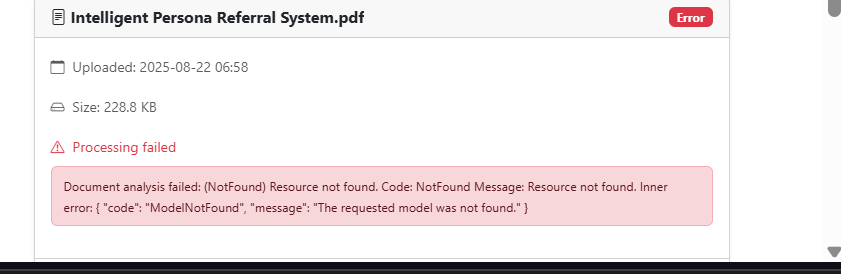 Intelligent Persona Referral System.pdf
Error
Uploaded: 2025-08-22 06:58
Size: 228.8 KB
Processing failed
Document analysis failed: (NotFound) Resource not found. Code: NotFound Message: Resource not found. Inner
error: { "code": "ModelNotFound", "message": "The requested model was not found." }